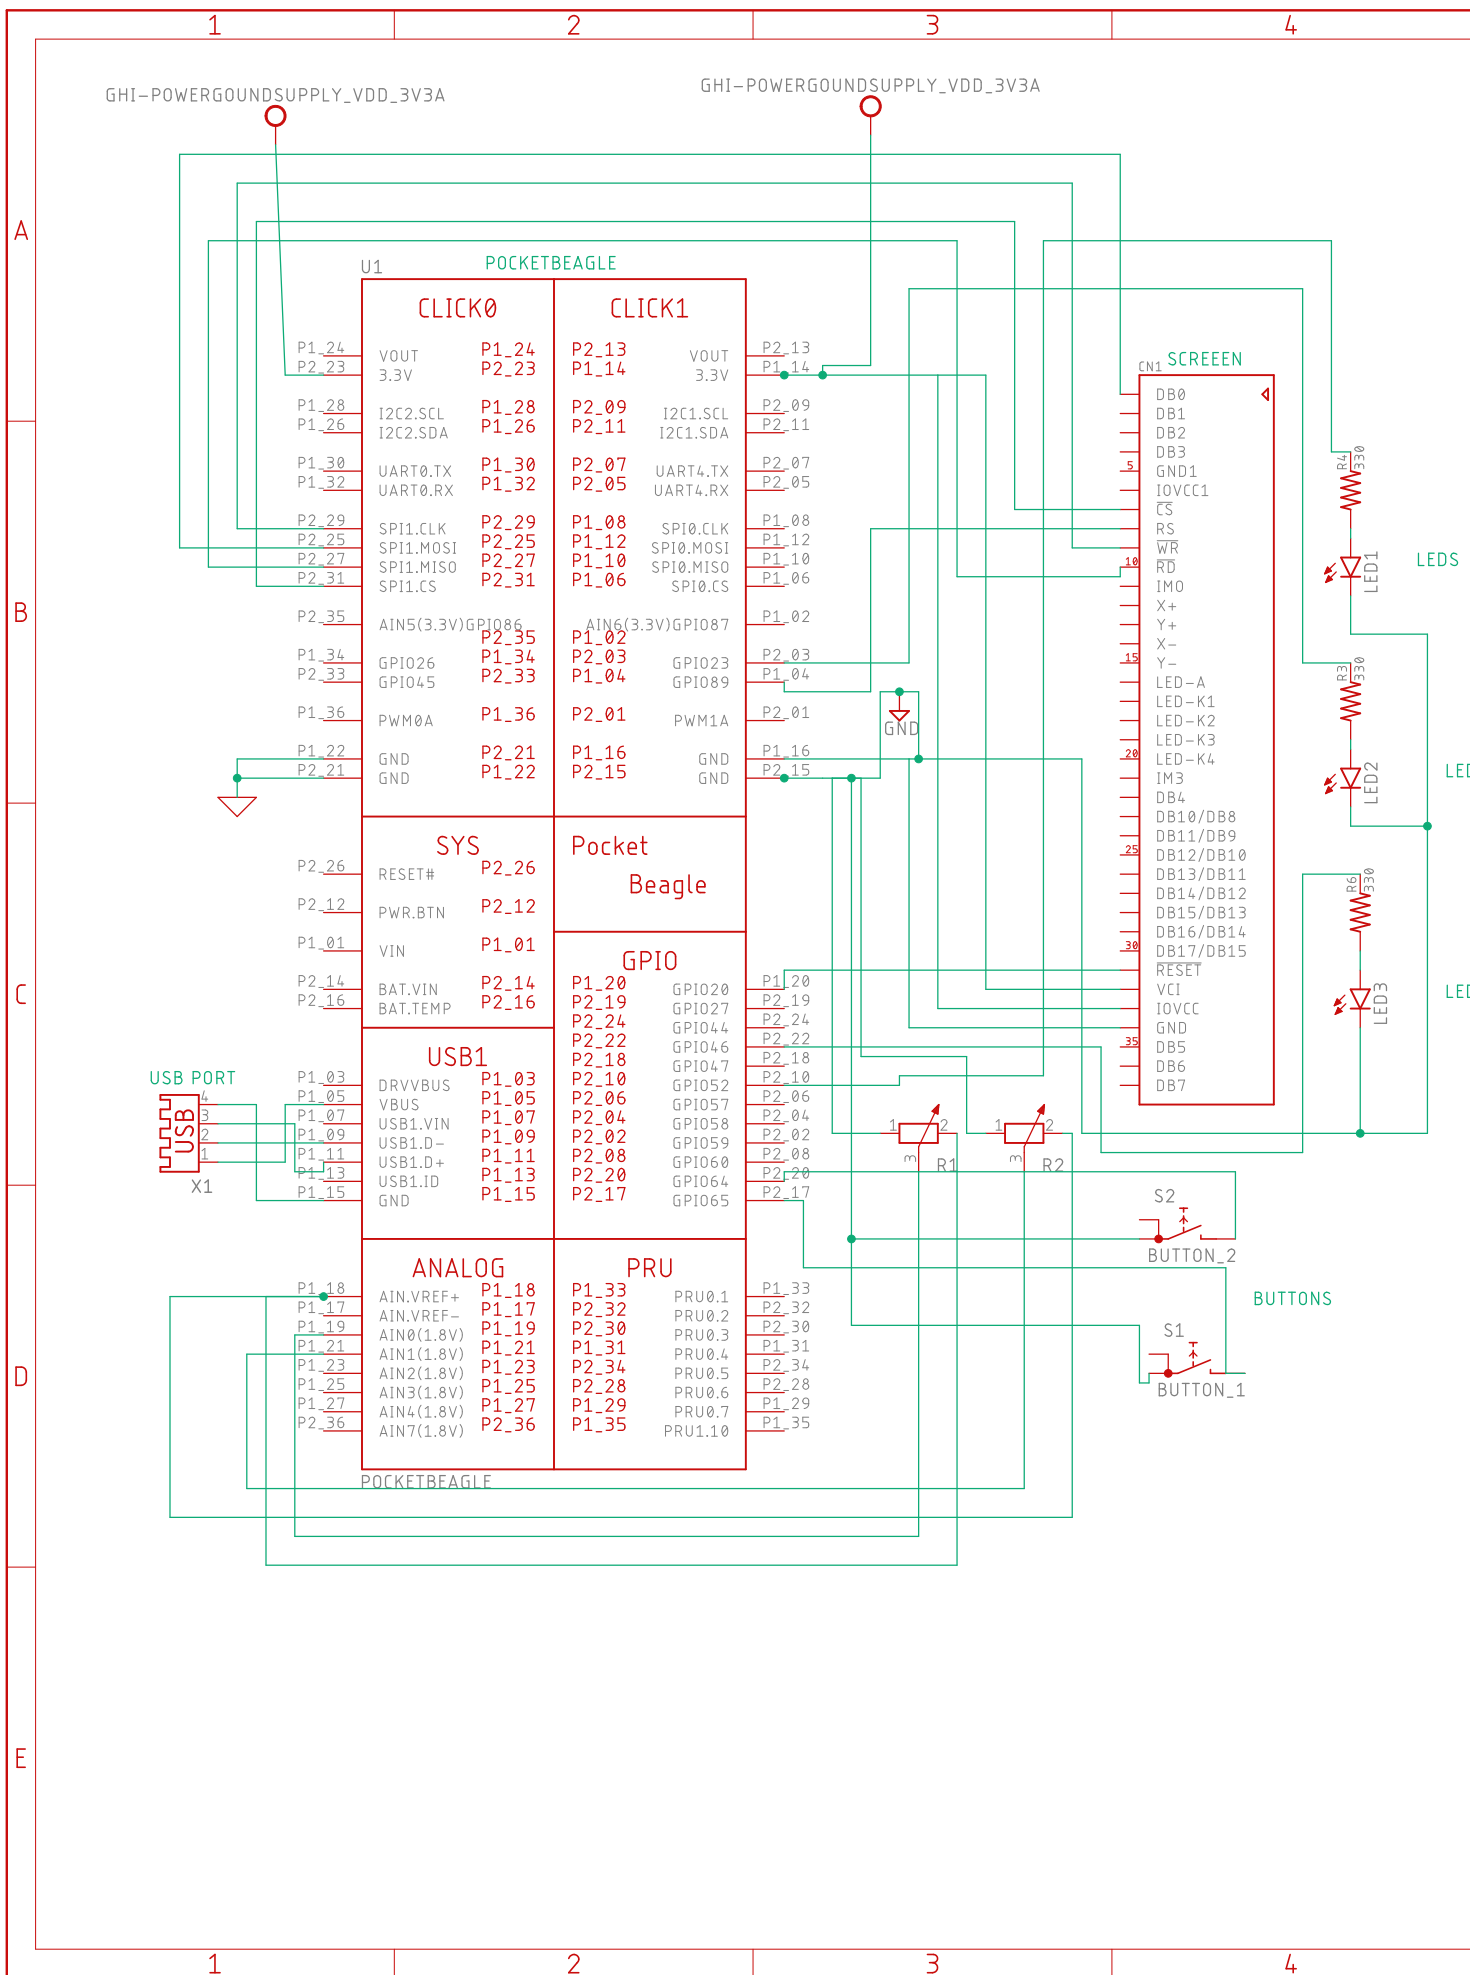 1 2 3 4
GHI-POWERGOUNDSUPPLY_VDD_3V3A
GHI-POWERGOUNDSUPPLY_VDD_3V3A
A
B
C
D
E
U1
POCKETBEAGLE
CLICK0
CLICK1
P1_24 VOUT P1_24 P2_13 VOUT P2_13
P2_23 3.3V P2_23 P1_14 3.3V P1_14
P1_28 I2C2.SCL P1_28 P2_09 I2C1.SCL P2_09
P1_26 I2C2.SDA P1_26 P2_11 I2C1.SDA P2_11
P1_30 UART0.TX P1_30 P2_07 UART4.TX P2_07
P1_32 UART0.RX P1_32 P2_05 UART4.RX P2_05
P2_29 SPI1.CLK P2_29 P1_08 SPI0.CLK P1_08
P2_25 SPI1.MOSI P2_25 P1_12 SPI0.MOSI P1_12
P2_27 SPI1.MISO P2_27 P1_10 SPI0.MISO P1_10
P2_31 SPI1.CS P2_31 P1_06 SPI0.CS P1_06
P2_35 AIN5(3.3V)GPIO86 P2_35 P1_02 AIN6(3.3V)GPIO87 P1_02
P1_34 GPIO26 P1_34 P2_03 GPIO23 P2_03
P2_33 GPIO45 P2_33 P1_04 GPIO89 P1_04
P1_36 PWM0A P1_36 P2_01 PWM1A P2_01
P1_22 GND P2_21 P1_16 GND P1_16
P2_21 GND P1_22 P2_15 GND P2_15
GND
SYS
Pocket
Beagle
P2_26 RESET# P2_26
P2_12 PWR.BTN P2_12
P1_01 VIN P1_01
P2_14 BAT.VIN P2_14
P2_16 BAT.TEMP P2_16
GPIO
P1_20 GPIO20 P1_20
P2_19 GPIO27 P2_19
P2_24 GPIO44 P2_24
P2_22 GPIO46 P2_22
P2_18 GPIO47 P2_18
P2_10 GPIO52 P2_10
P2_06 GPIO57 P2_06
P2_04 GPIO58 P2_04
P2_02 GPIO59 P2_02
P2_08 GPIO60 P2_08
P2_20 GPIO64 P2_20
P2_17 GPIO65 P2_17
USB1
P1_03 DRVVBUS P1_03
P1_05 VBUS P1_05
P1_07 USB1.VIN P1_07
P1_09 USB1.D- P1_09
P1_11 USB1.D+ P1_11
P1_13 USB1.ID P1_13
P1_15 GND P1_15
USB PORT
USB
4
3
2
1
X1
ANALOG
PRU
P1_18 AIN.VREF+ P1_18 P1_33 PRU0.1 P1_33
P1_17 AIN.VREF- P1_17 P2_32 PRU0.2 P2_32
P1_19 AIN0(1.8V) P1_19 P2_30 PRU0.3 P2_30
P1_21 AIN1(1.8V) P1_21 P1_31 PRU0.4 P1_31
P1_23 AIN2(1.8V) P1_23 P2_34 PRU0.5 P2_34
P1_25 AIN3(1.8V) P1_25 P2_28 PRU0.6 P2_28
P1_27 AIN4(1.8V) P1_27 P1_29 PRU0.7 P1_29
P2_36 AIN7(1.8V) P2_36 P1_35 PRU1.10 P1_35
POCKETBEAGLE
CN1
SCREEEN
DB0
DB1
DB2
DB3
5 GND1
IOVCC1
CS
RS
WR
10 RD
IM0
X+
Y+
X-
15 Y-
LED-A
LED-K1
LED-K2
LED-K3
20 LED-K4
IM3
DB4
DB10/DB8
DB11/DB9
25 DB12/DB10
DB13/DB11
DB14/DB12
DB15/DB13
DB16/DB14
30 DB17/DB15
RESET
VCI
IOVCC
GND
35 DB5
DB6
DB7
R4
330
LED1
LEDS
R3
330
LED2
LED
R6
330
LED3
LED
1 2
3
R1
1 2
3
R2
S2
BUTTON_2
BUTTONS
S1
BUTTON_1
1 2 3 4